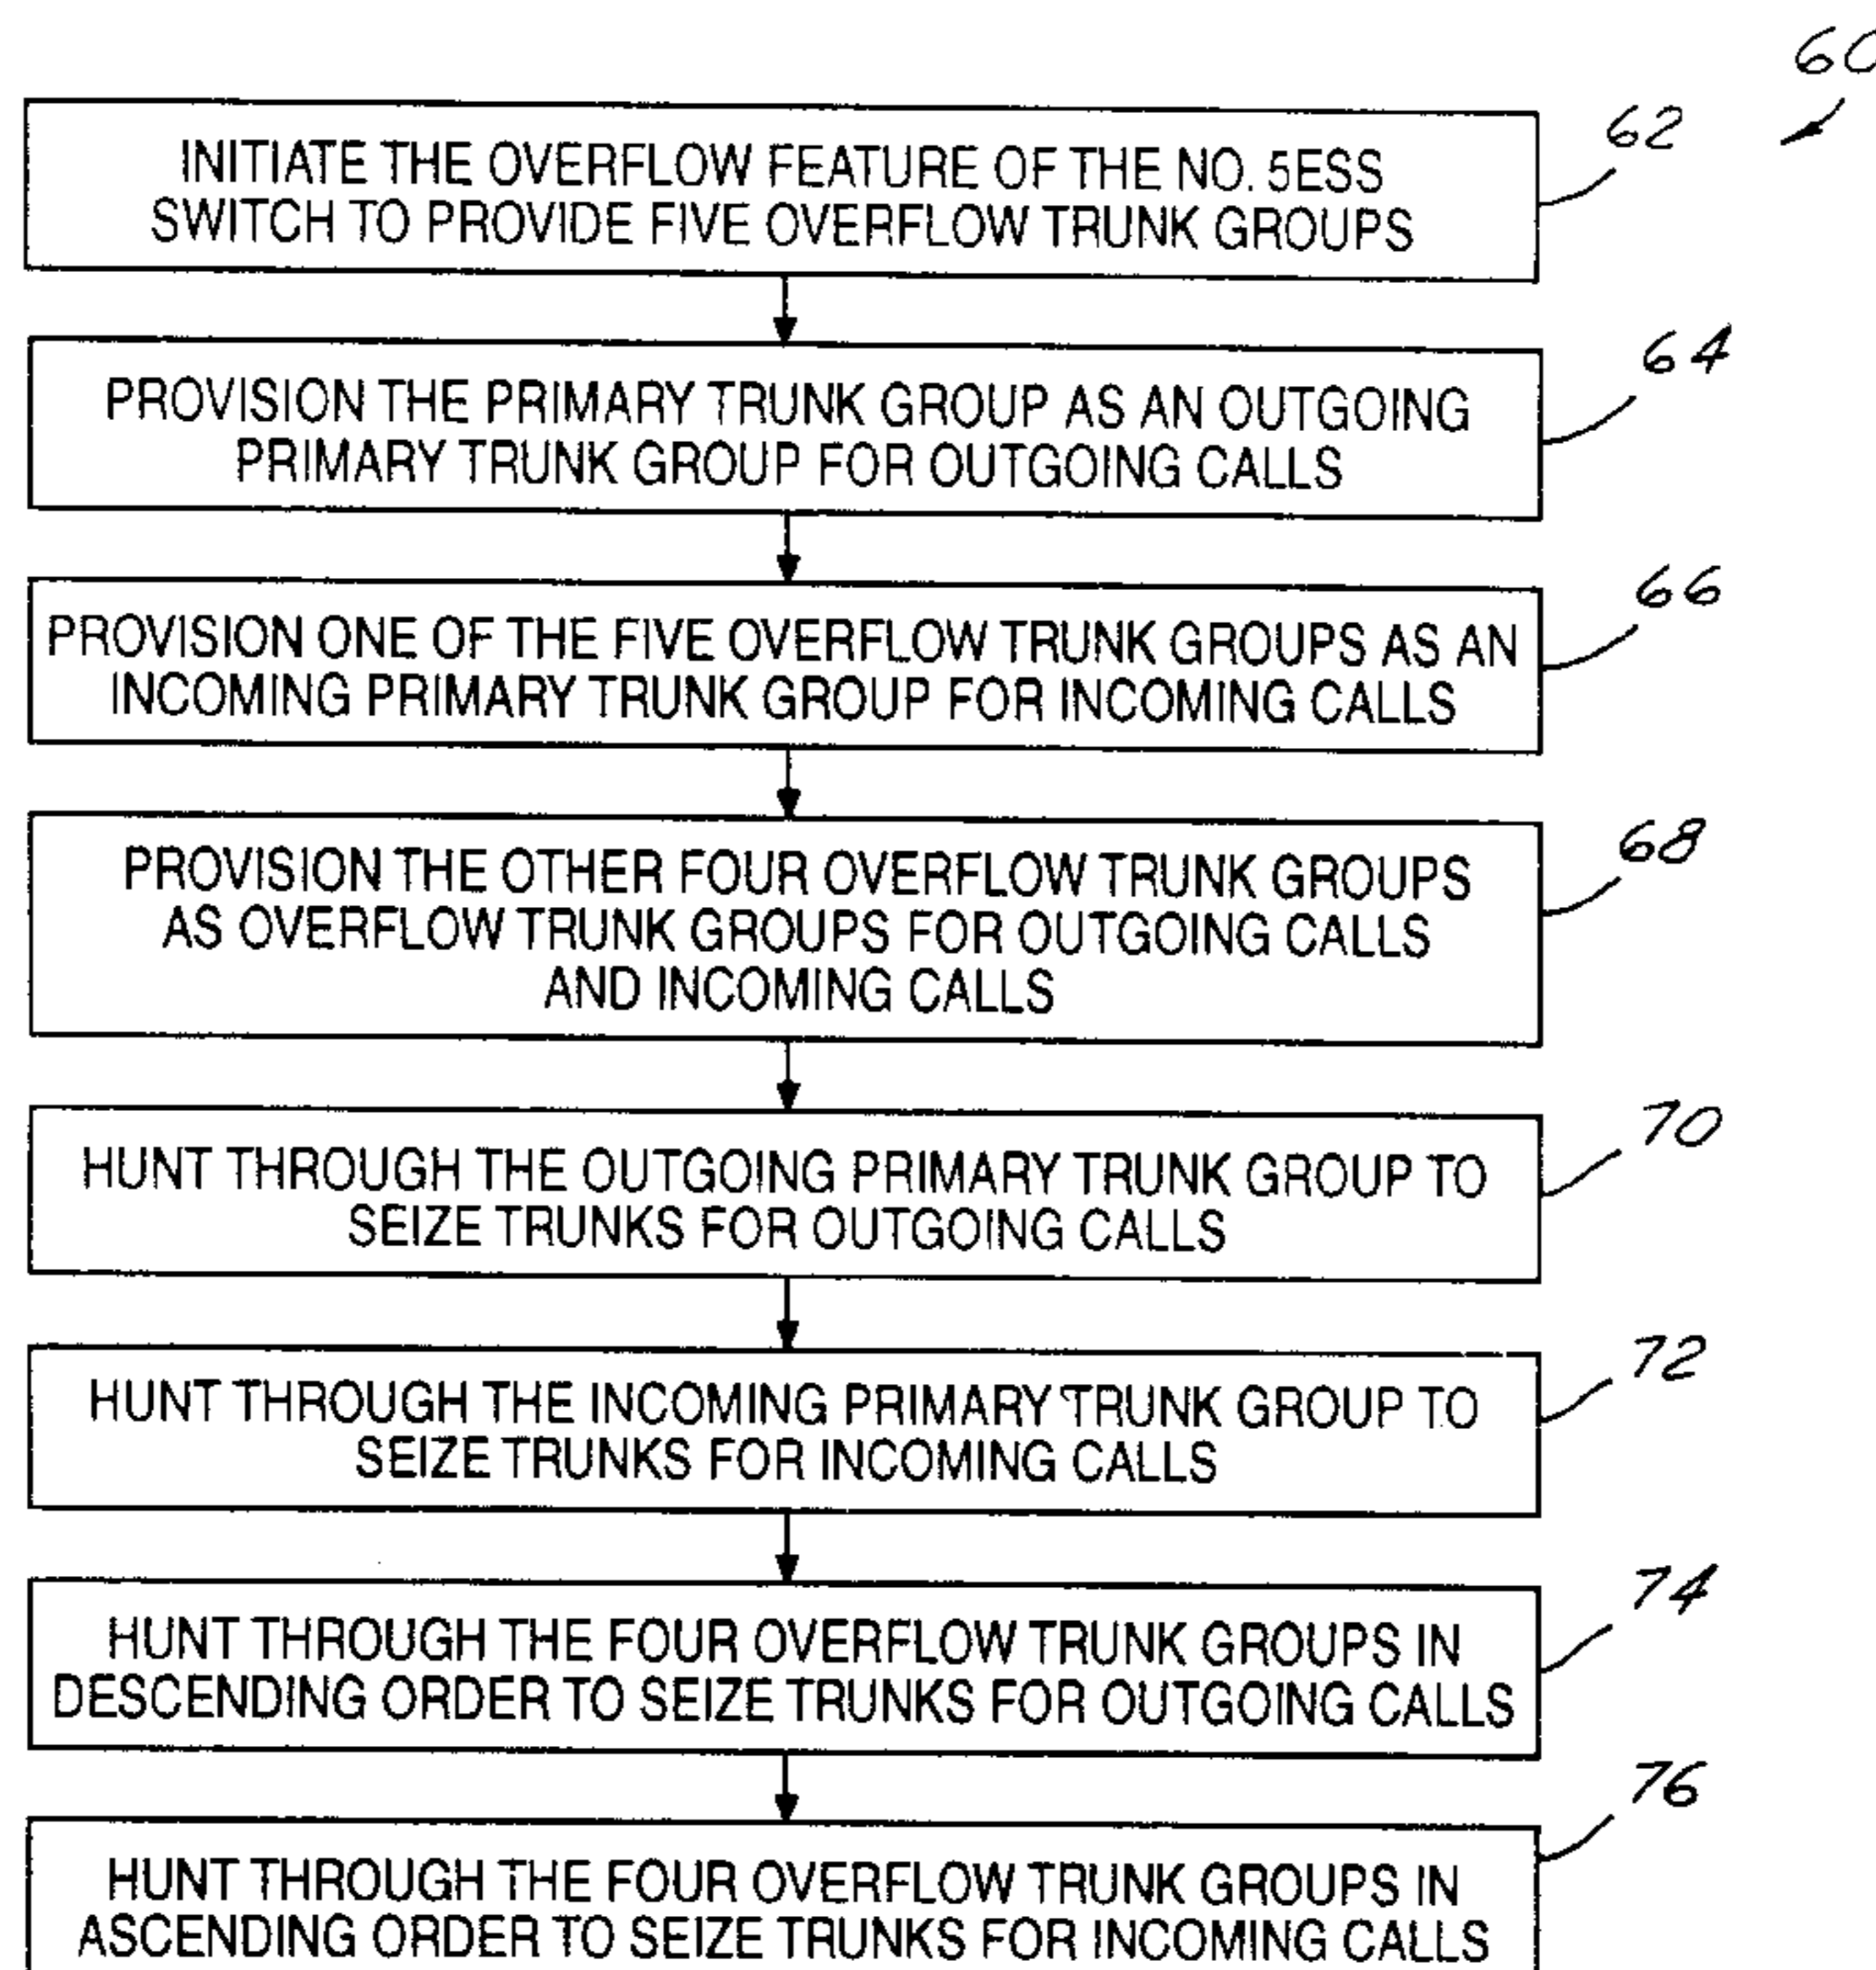 60
62
INITIATE THE OVERFLOW FEATURE OF THE NO. 5ESS
SWITCH TO PROVIDE FIVE OVERFLOW TRUNK GROUPS
64
PROVISION THE PRIMARY TRUNK GROUP AS AN OUTGOING
PRIMARY TRUNK GROUP FOR OUTGOING CALLS
66
PROVISION ONE OF THE FIVE OVERFLOW TRUNK GROUPS AS AN
INCOMING PRIMARY TRUNK GROUP FOR INCOMING CALLS
68
PROVISION THE OTHER FOUR OVERFLOW TRUNK GROUPS
AS OVERFLOW TRUNK GROUPS FOR OUTGOING CALLS
AND INCOMING CALLS
70
HUNT THROUGH THE OUTGOING PRIMARY TRUNK GROUP TO
SEIZE TRUNKS FOR OUTGOING CALLS
72
HUNT THROUGH THE INCOMING PRIMARY TRUNK GROUP TO
SEIZE TRUNKS FOR INCOMING CALLS
74
HUNT THROUGH THE FOUR OVERFLOW TRUNK GROUPS IN
DESCENDING ORDER TO SEIZE TRUNKS FOR OUTGOING CALLS
76
HUNT THROUGH THE FOUR OVERFLOW TRUNK GROUPS IN
ASCENDING ORDER TO SEIZE TRUNKS FOR INCOMING CALLS